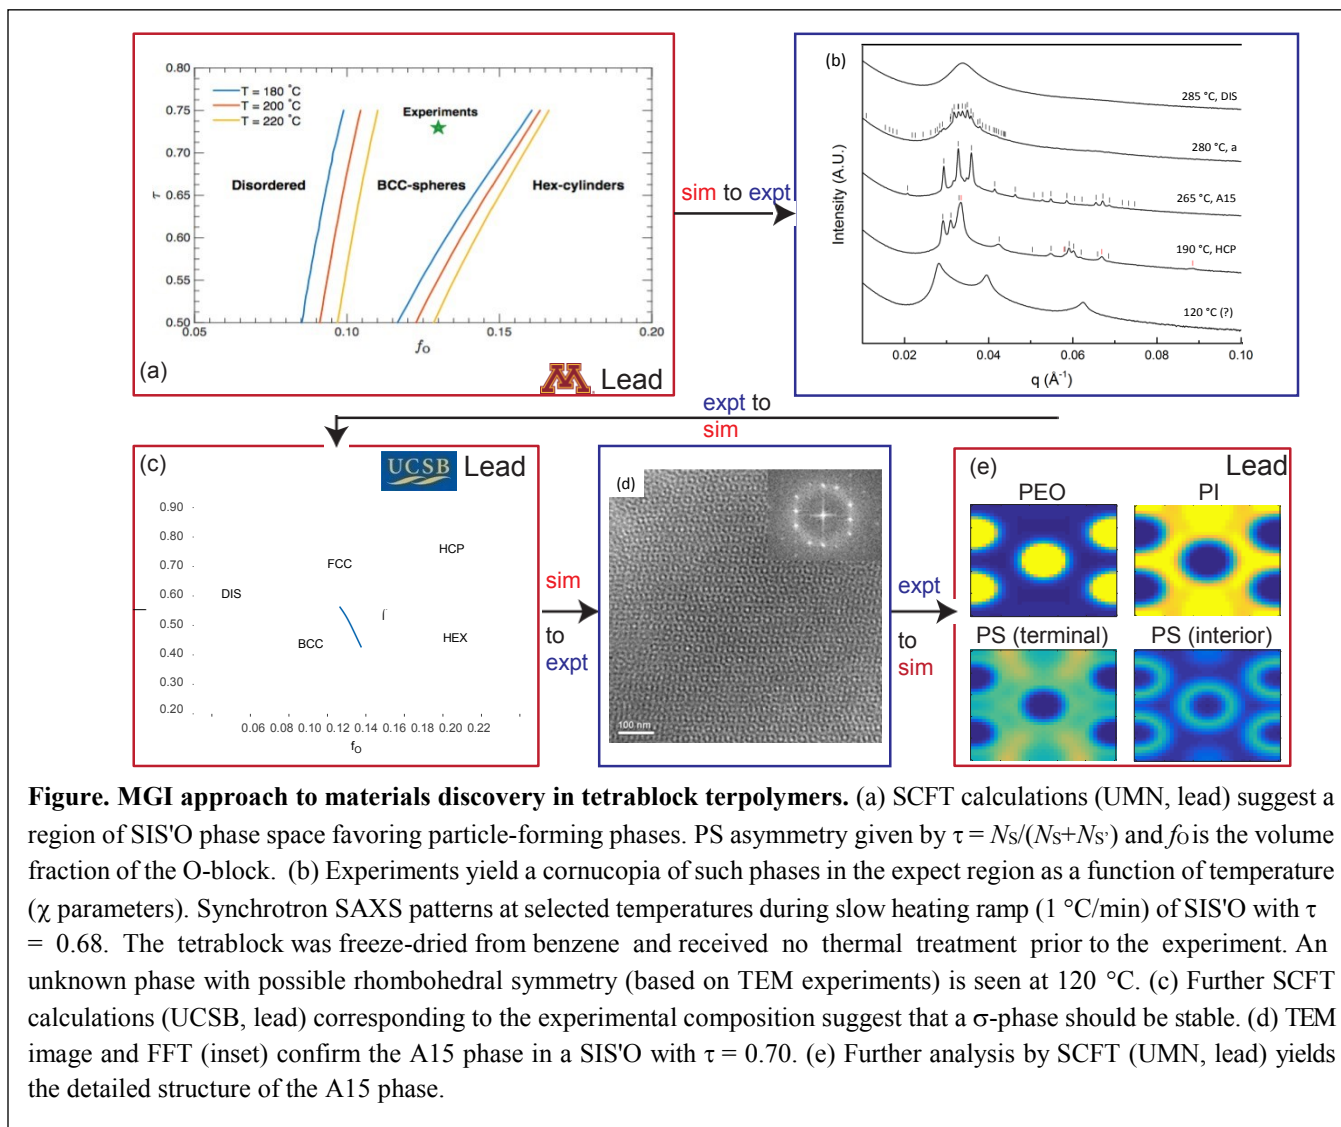 0.80
0.75
0.70
0.65
0.60
0.55
0.50
0.05
0.10
0.15
0.20
τ
fO
T = 180 °C
T = 200 °C
T = 220 °C
Experiments
Disordered
BCC-spheres
Hex-cylinders
(a)
M Lead
sim to expt
(b)
Intensity (A.U.)
285 °C, DIS
280 °C, a
265 °C, A15
190 °C, HCP
120 °C (?)
0.02
0.04
0.06
0.08
0.10
q (Å-1)
expt to
sim
(c)
UCSB Lead
0.90
0.80
0.70
0.60
0.50
0.40
0.30
0.20
DIS
FCC
HCP
BCC
HEX
0.06 0.08 0.10 0.12 0.14 0.16 0.18 0.20 0.22
fO
sim
to
expt
(d)
100 nm
expt
to
sim
(e)
Lead
PEO
PI
PS (terminal)
PS (interior)
Figure. MGI approach to materials discovery in tetrablock terpolymers. (a) SCFT calculations (UMN, lead) suggest a
region of SIS'O phase space favoring particle-forming phases. PS asymmetry given by τ = NS/(NS+NS') and fO is the volume
fraction of the O-block. (b) Experiments yield a cornucopia of such phases in the expect region as a function of temperature
(χ parameters). Synchrotron SAXS patterns at selected temperatures during slow heating ramp (1 °C/min) of SIS'O with τ
= 0.68. The tetrablock was freeze-dried from benzene and received no thermal treatment prior to the experiment. An
unknown phase with possible rhombohedral symmetry (based on TEM experiments) is seen at 120 °C. (c) Further SCFT
calculations (UCSB, lead) corresponding to the experimental composition suggest that a σ-phase should be stable. (d) TEM
image and FFT (inset) confirm the A15 phase in a SIS'O with τ = 0.70. (e) Further analysis by SCFT (UMN, lead) yields
the detailed structure of the A15 phase.